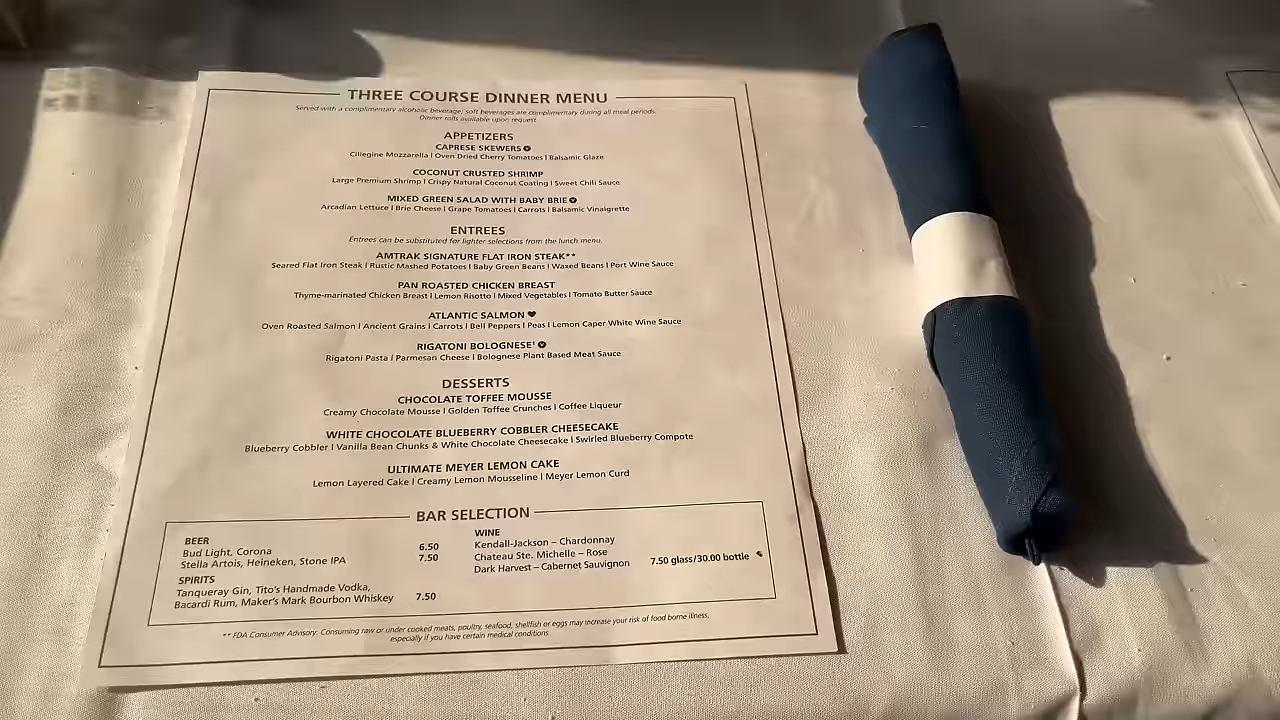 THREE COURSE DINNER MENU
Served with a complimentary alcoholic beverage, soft beverages are complimentary during all meal periods.
Dinner rolls available upon request
APPETIZERS
CAPRESE SKEWERS
Ciliegine Mozzarella | Oven Dried Cherry Tomatoes | Balsamic Glaze
COCONUT CRUSTED SHRIMP
Large Premium Shrimp | Crispy Natural Coconut Coating | Sweet Chili Sauce
MIXED GREEN SALAD WITH BABY BRIE
Arcadian Lettuce | Brie Cheese | Grape Tomatoes | Carrots | Balsamic Vinaigrette
ENTREES
Entrees can be substituted for lighter selections from the lunch menu.
AMTRAK SIGNATURE FLAT IRON STEAK**
Seared Flat Iron Steak | Rustic Mashed Potatoes | Baby Green Beans | Waxed Beans | Port Wine Sauce
PAN ROASTED CHICKEN BREAST
Thyme-marinated Chicken Breast | Lemon Risotto | Mixed Vegetables | Tomato Butter Sauce
ATLANTIC SALMON ♥
Oven Roasted Salmon | Ancient Grains | Carrots | Bell Peppers | Peas | Lemon Caper White Wine Sauce
RIGATONI BOLOGNESE¹
Rigatoni Pasta | Parmesan Cheese | Bolognese Plant Based Meat Sauce
DESSERTS
CHOCOLATE TOFFEE MOUSSE
Creamy Chocolate Mousse | Golden Toffee Crunches | Coffee Liqueur
WHITE CHOCOLATE BLUEBERRY COBBLER CHEESECAKE
Blueberry Cobbler | Vanilla Bean Chunks & White Chocolate Cheesecake | Swirled Blueberry Compote
ULTIMATE MEYER LEMON CAKE
Lemon Layered Cake | Creamy Lemon Mousseline | Meyer Lemon Curd
BAR SELECTION
BEER
Bud Light, Corona 6.50
Stella Artois, Heineken, Stone IPA 7.50
SPIRITS
Tanqueray Gin, Tito's Handmade Vodka,
Bacardi Rum, Maker's Mark Bourbon Whiskey 7.50
WINE
Kendall-Jackson – Chardonnay
Chateau Ste. Michelle – Rose
Dark Harvest – Cabernet Sauvignon 7.50 glass/30.00 bottle
** FDA Consumer Advisory: Consuming raw or under cooked meats, poultry, seafood, shellfish or eggs may increase your risk of food borne illness,
especially if you have certain medical conditions.